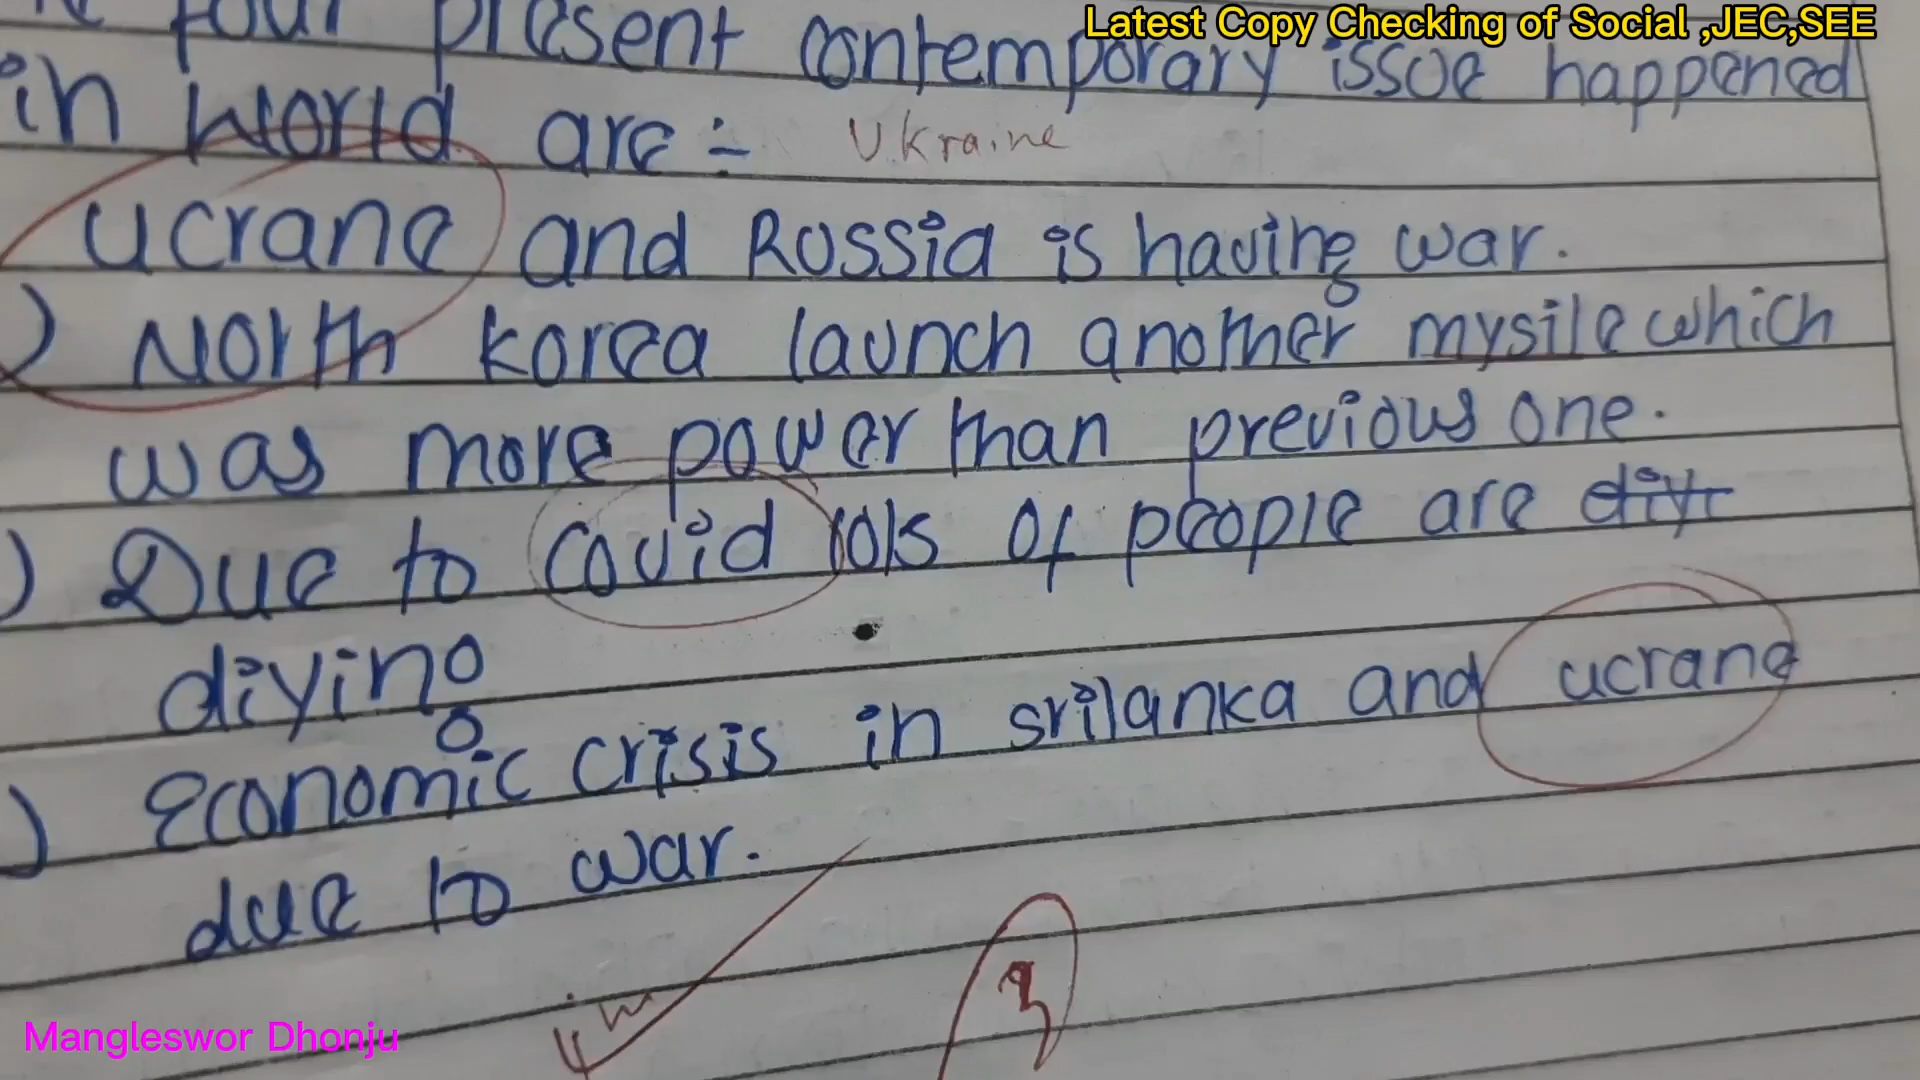 Latest Copy Checking of Social ,JEC,SEE
four present contemporary issue happened
in world are :-
Ukraine
ucrane and Russia is having war.
) North korea launch another mysile which
was more power than previous one.
) Due to covid lots of people are
diying
) Economic crisis in srilanka and ucrane
due to war.
Mangleswor Dhonju